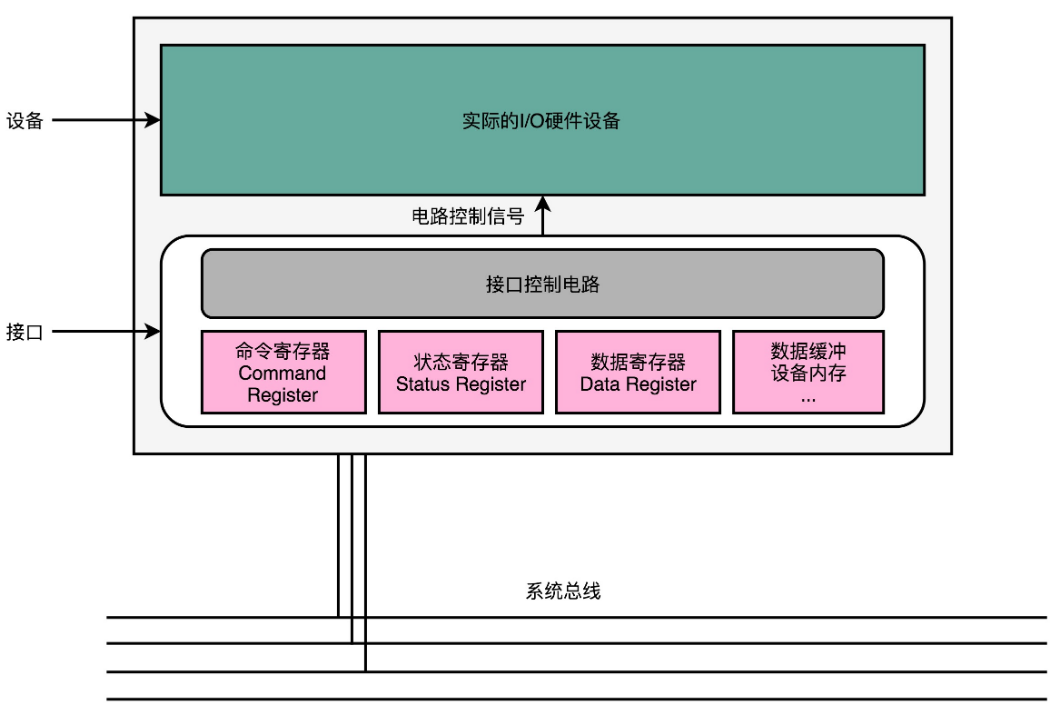 设备
实际的I/O硬件设备
电路控制信号
接口
接口控制电路
命令寄存器
Command
Register
状态寄存器
Status Register
数据寄存器
Data Register
数据缓冲
设备内存
...
系统总线